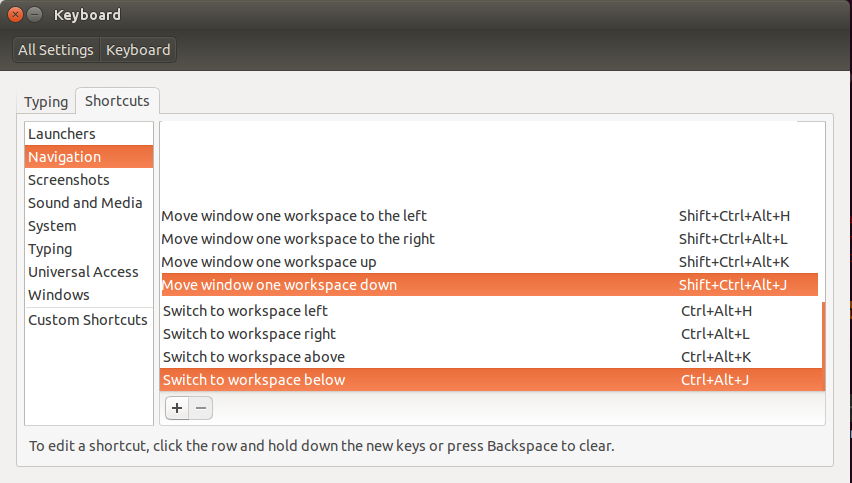 Keyboard
All Settings Keyboard
Typing Shortcuts
Launchers
Navigation
Screenshots
Sound and Media
System
Typing
Universal Access
Windows
Custom Shortcuts
Move window one workspace to the left Shift+Ctrl+Alt+H
Move window one workspace to the right Shift+Ctrl+Alt+L
Move window one workspace up Shift+Ctrl+Alt+K
Move window one workspace down Shift+Ctrl+Alt+J
Switch to workspace left Ctrl+Alt+H
Switch to workspace right Ctrl+Alt+L
Switch to workspace above Ctrl+Alt+K
Switch to workspace below Ctrl+Alt+J
To edit a shortcut, click the row and hold down the new keys or press Backspace to clear.